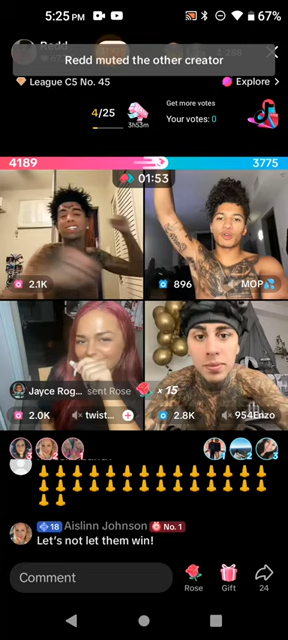 5:25 PM
67%
Redd muted the other creator
League C5 No. 45
Explore >
4/25
3h53m
Get more votes
Your votes: 0
4189
3775
01:53
2.1K
896
MOP
Jayce Rog... sent Rose x 15
2.0K
twist...
2.8K
954Enzo
18 Aislinn Johnson No. 1
Let's not let them win!
Comment
Rose
Gift
24